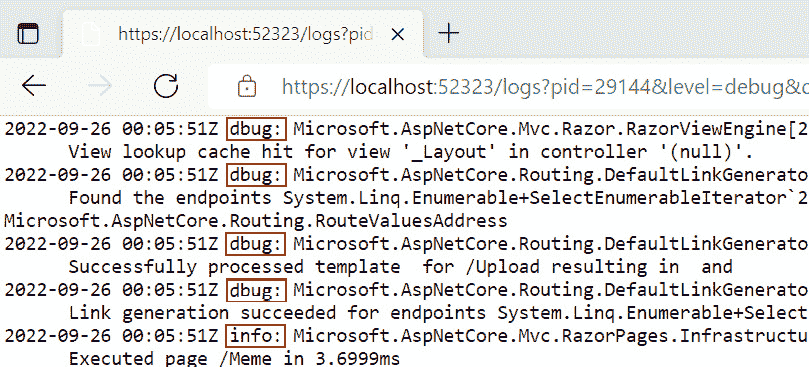 https://localhost:52323/logs?pid
https://localhost:52323/logs?pid=29144&level=debug&
2022-09-26 00:05:51Z dbug: Microsoft.AspNetCore.Mvc.Razor.RazorViewEngine[2
View lookup cache hit for view '_Layout' in controller '(null)'.
2022-09-26 00:05:51Z dbug: Microsoft.AspNetCore.Routing.DefaultLinkGenerato
Found the endpoints System.Linq.Enumerable+SelectEnumerableIterator`2
Microsoft.AspNetCore.Routing.RouteValuesAddress
2022-09-26 00:05:51Z dbug: Microsoft.AspNetCore.Routing.DefaultLinkGenerato
Successfully processed template  for /Upload resulting in  and
2022-09-26 00:05:51Z dbug: Microsoft.AspNetCore.Routing.DefaultLinkGenerato
Link generation succeeded for endpoints System.Linq.Enumerable+Select
2022-09-26 00:05:51Z info: Microsoft.AspNetCore.Mvc.RazorPages.Infrastructu
Executed page /Meme in 3.6999ms